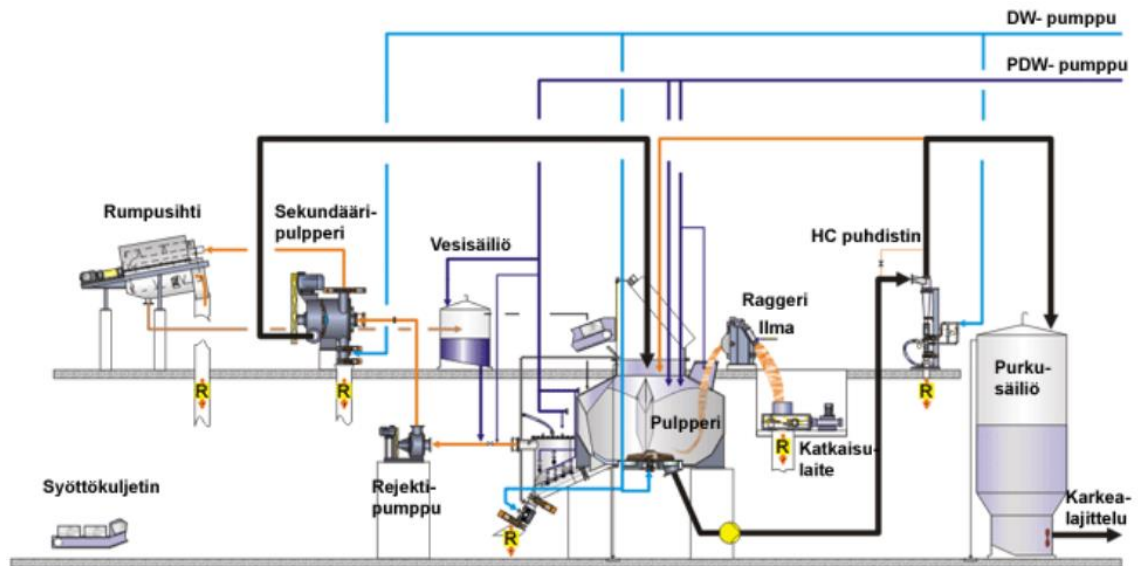 DW- pumppu
PDW- pumppu
Rumpusihti
Sekundääri-
pulpperi
Vesisäiliö
HC puhdistin
Raggeri
Ilma
Purku-
säiliö
R
R
R
Pulpperi
R
Katkaisu-
laite
Syöttökuljetin
Rejekti-
pumppu
R
Karkea-
lajittelu